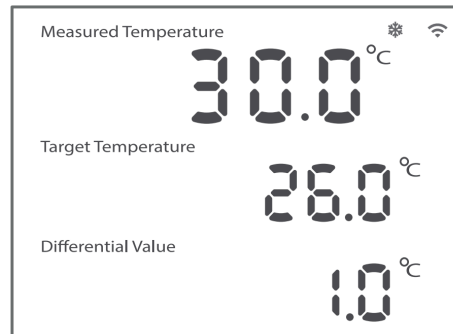 Measured Temperature
30.0°C
Target Temperature
26.0°C
Differential Value
1.0°C